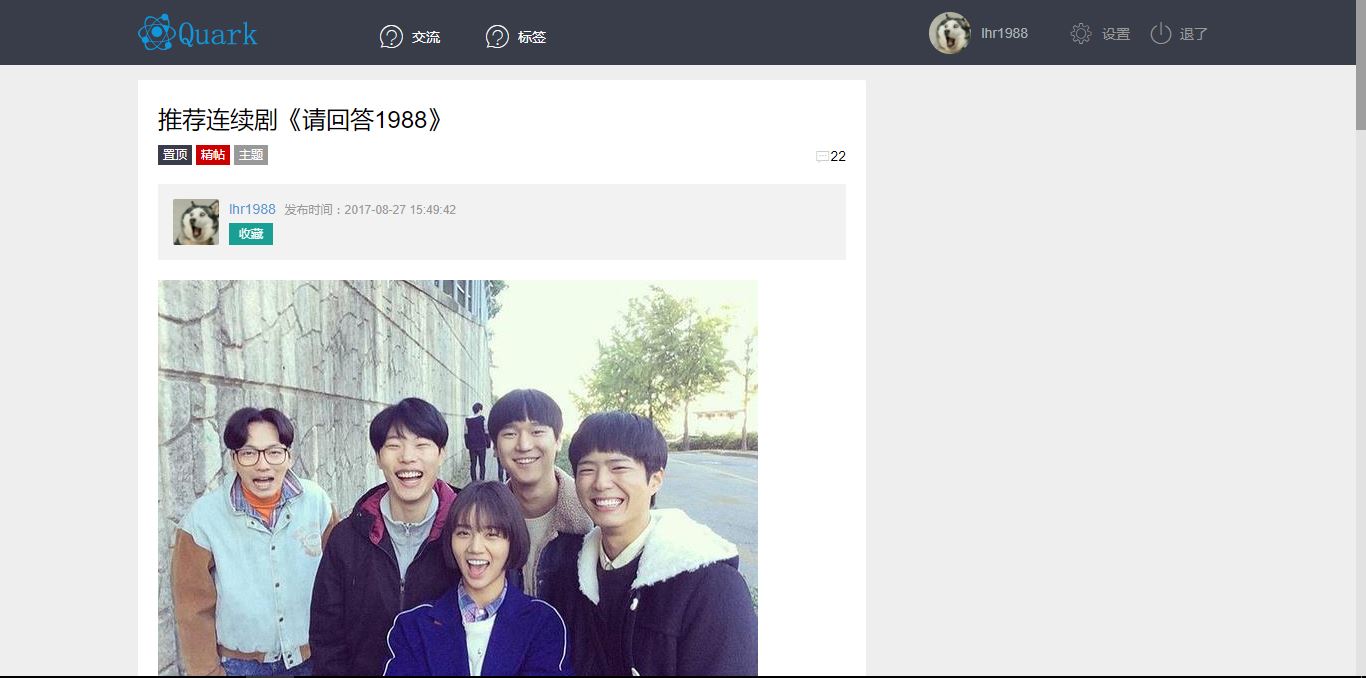 Quark 交流 标签 lhr1988 设置 退了
推荐连续剧《请回答1988》
置顶 精帖 主题 22
lhr1988 发布时间：2017-08-27 15:49:42
收藏